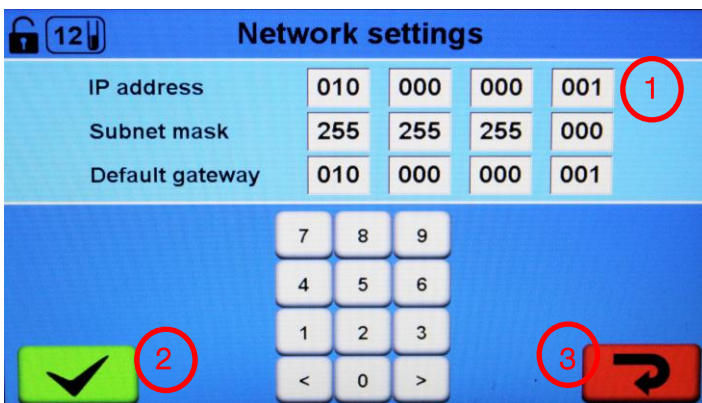 12 Network settings
IP address 010 000 000 001 1
Subnet mask 255 255 255 000
Default gateway 010 000 000 001
7 8 9
4 5 6
1 2 3
2 3
< 0 >